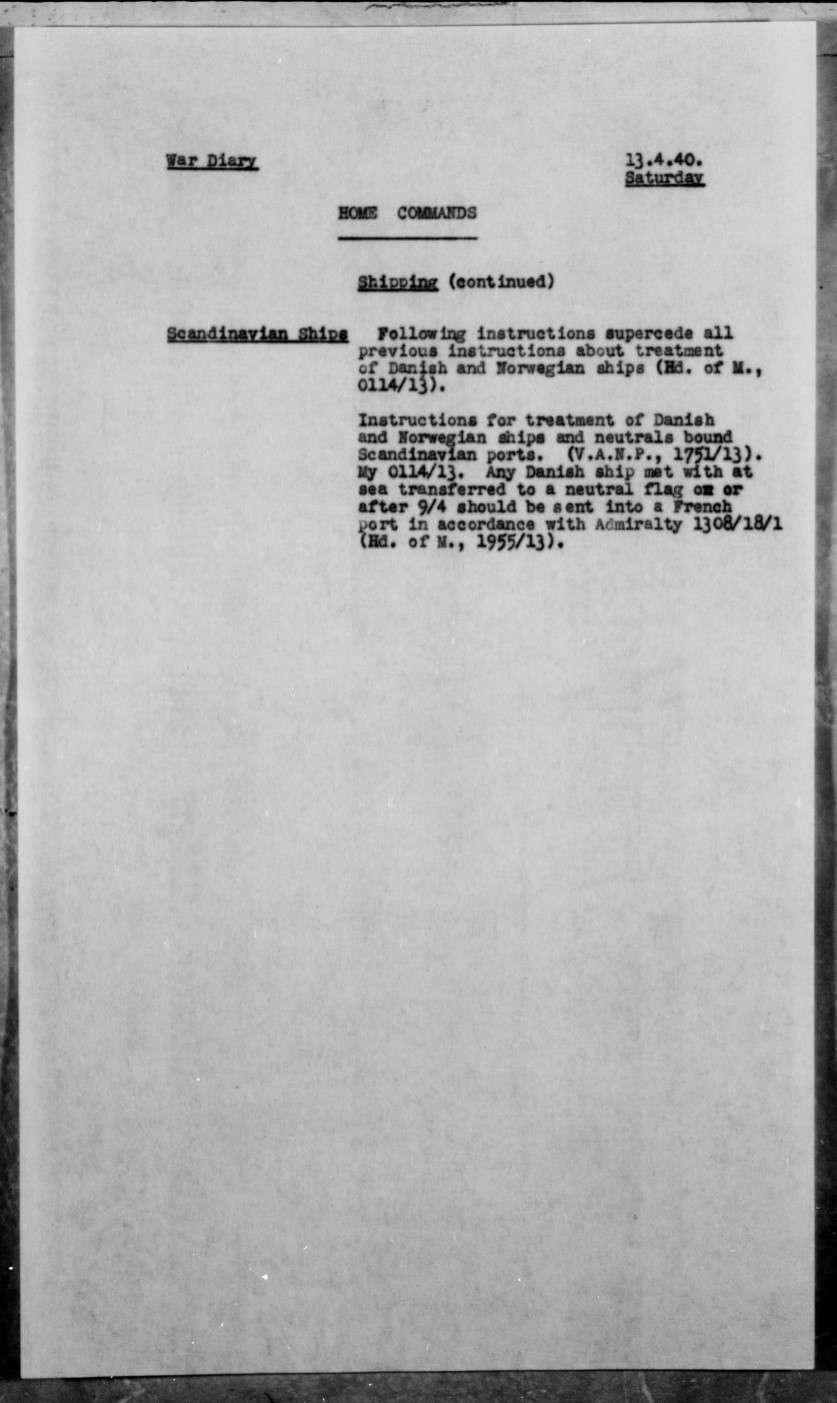 War Diary
13.4.40.
Saturday
HOME COMMANDS
Shipping (continued)
Scandinavian Ships Following instructions supercede all
previous instructions about treatment
of Danish and Norwegian ships (Hd. of M.,
0114/13).
Instructions for treatment of Danish
and Norwegian ships and neutrals bound
Scandinavian ports. (V.A.N.P., 1751/13).
My 0114/13. Any Danish ship met with at
sea transferred to a neutral flag on or
after 9/4 should be sent into a French
port in accordance with Admiralty 1308/18/1
(Hd. of M., 1955/13).